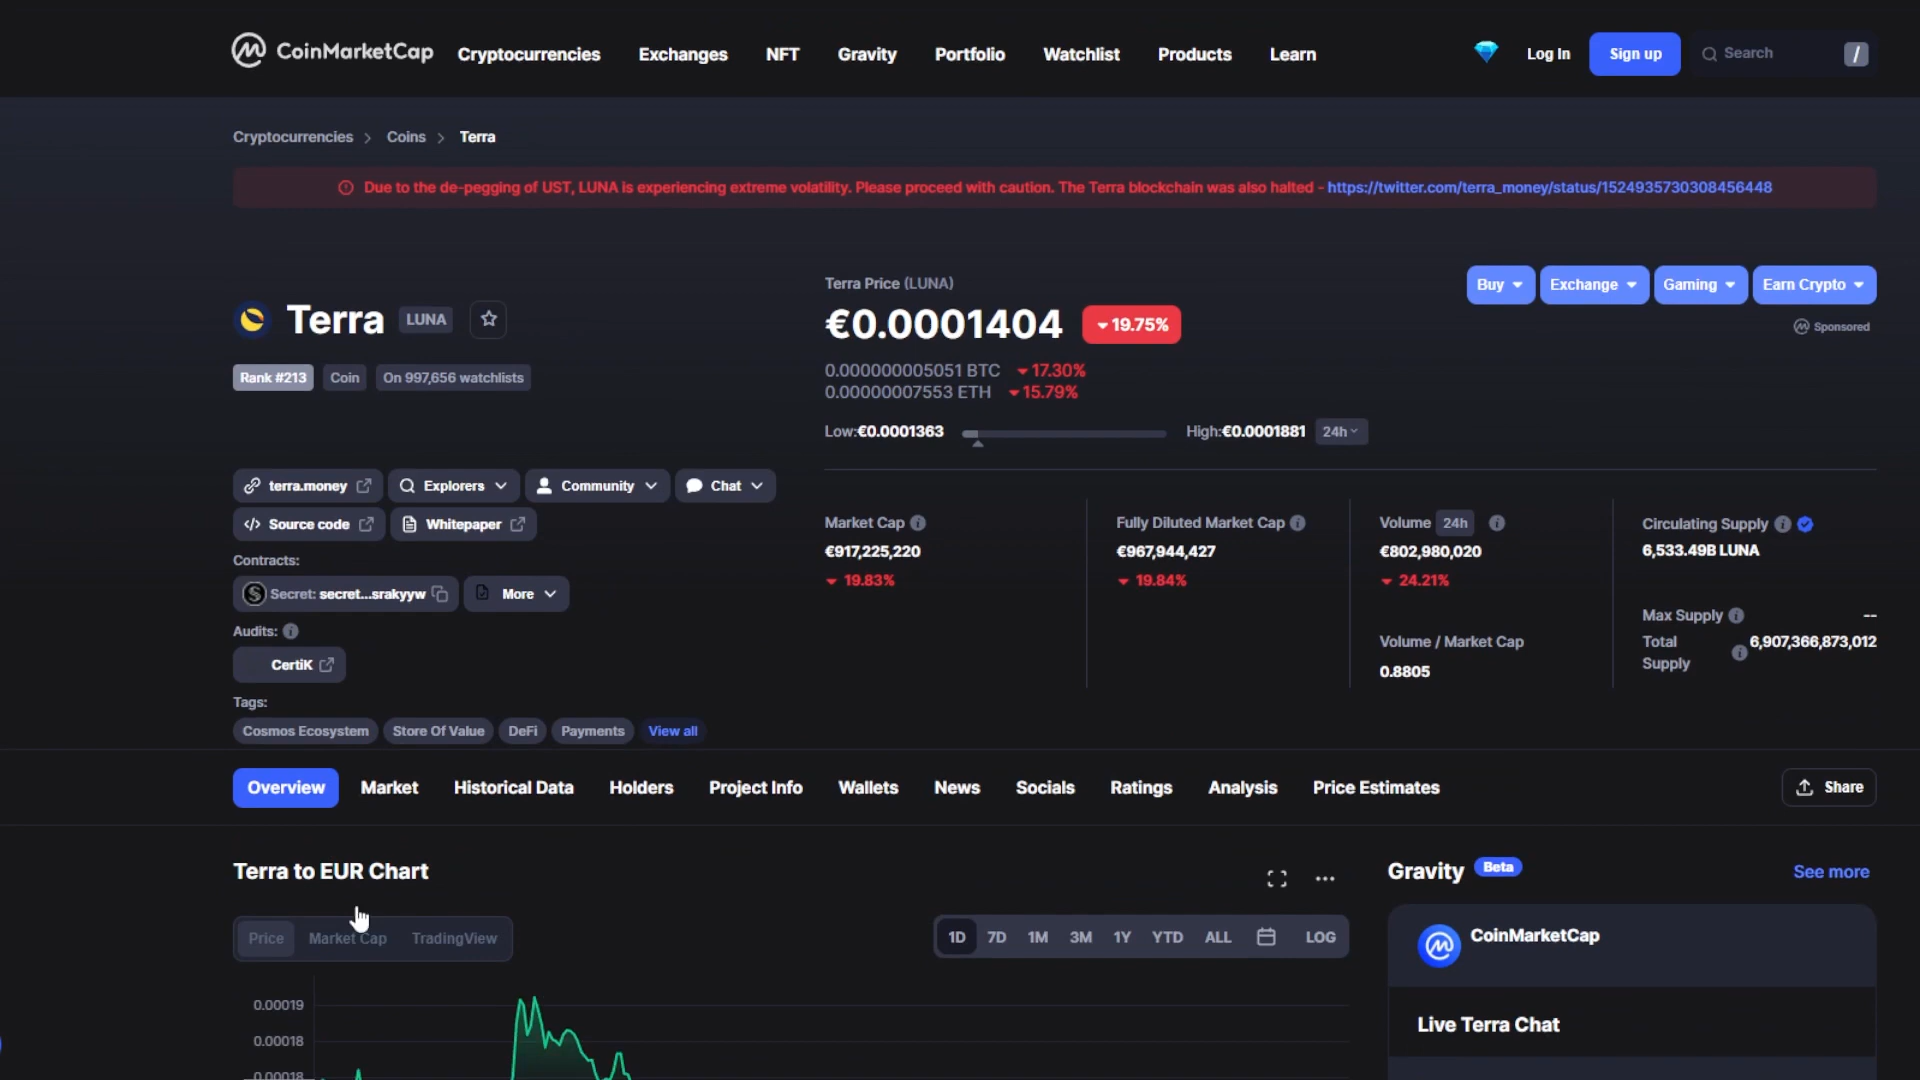 CoinMarketCap Cryptocurrencies Exchanges NFT Gravity Portfolio Watchlist Products Learn Log In Sign up Search /
Cryptocurrencies > Coins > Terra
Due to the de-pegging of UST, LUNA is experiencing extreme volatility. Please proceed with caution. The Terra blockchain was also halted - https://twitter.com/terra_money/status/1524935730308456448
Terra LUNA
Rank #213 Coin On 997,656 watchlists
terra.money Explorers Community Chat
Source code Whitepaper
Contracts:
Secret: secret...srakyyw More
Audits:
CertiK
Tags:
Cosmos Ecosystem Store Of Value DeFi Payments View all
Terra Price (LUNA)
€0.0001404 19.75%
0.000000005051 BTC 17.30%
0.00000007553 ETH 15.79%
Low:€0.0001363 High:€0.0001881 24h
Buy Exchange Gaming Earn Crypto
Sponsored
Market Cap
€917,225,220
19.83%
Fully Diluted Market Cap
€967,944,427
19.84%
Volume 24h
€802,980,020
24.21%
Volume / Market Cap
0.8805
Circulating Supply
6,533.49B LUNA
Max Supply --
Total Supply 6,907,366,873,012
Overview Market Historical Data Holders Project Info Wallets News Socials Ratings Analysis Price Estimates Share
Terra to EUR Chart
Price Market Cap TradingView 1D 7D 1M 3M 1Y YTD ALL LOG
0.00019
0.00018
0.00018
Gravity Beta See more
CoinMarketCap
Live Terra Chat